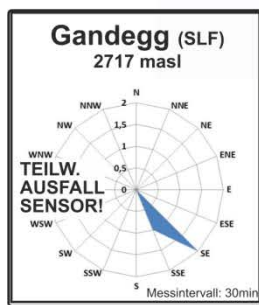 Gandegg (SLF)
2717 masl
N
NNW
NNE
NW
NE
WNW
ENE
TEILW.
AUSFALL
SENSOR!
2
1,5
1
0,5
0
E
WSW
ESE
SW
SE
SSW
SSE
S
Messintervall: 30min